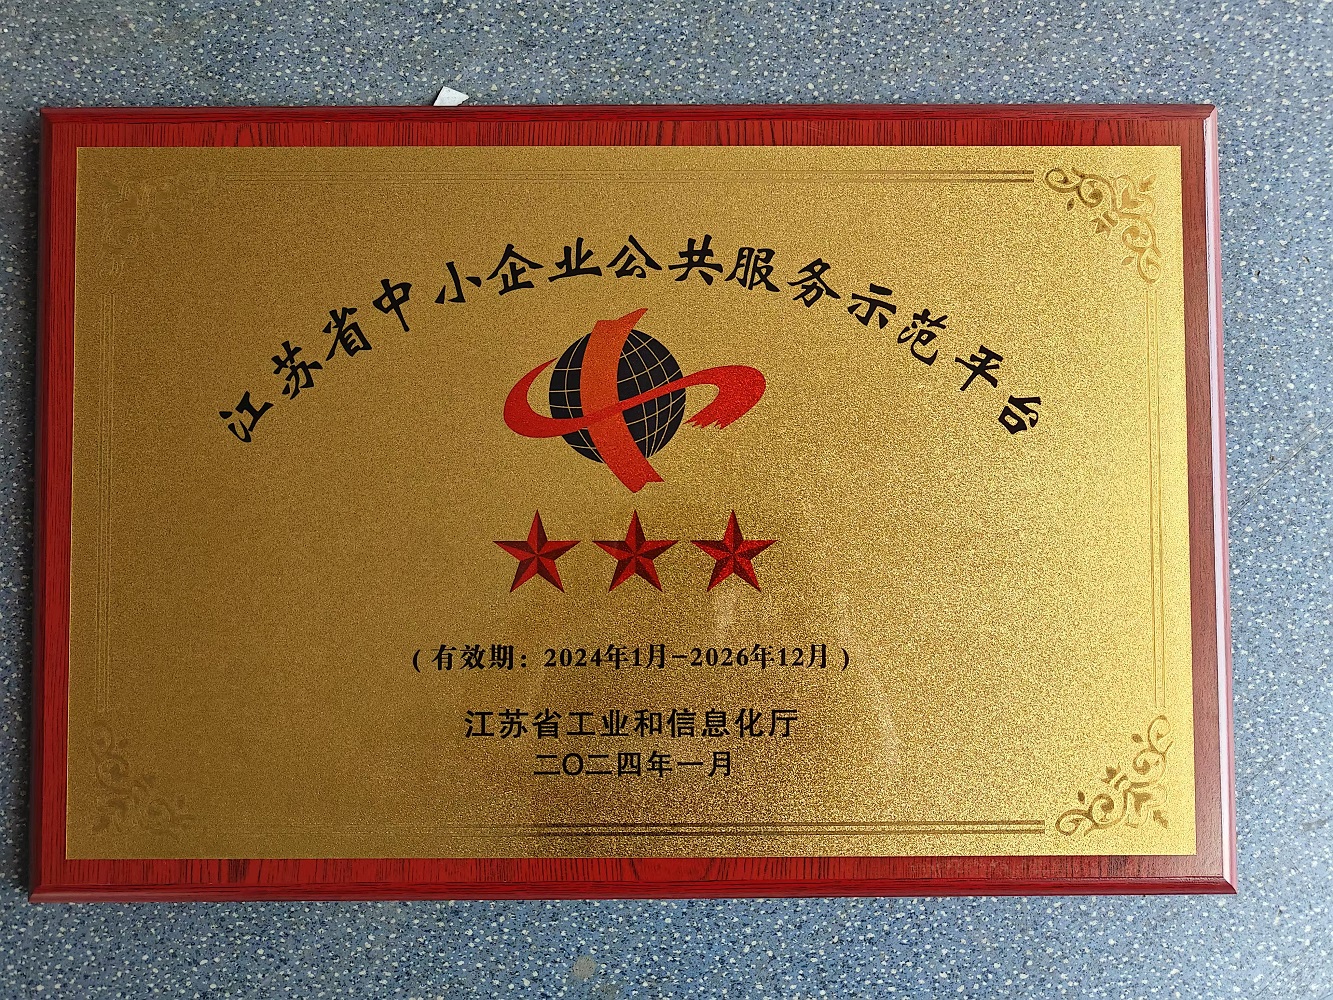 江苏省中小企业公共服务示范平台
（有效期：2024年1月-2026年12月）
江苏省工业和信息化厅
二〇二四年一月